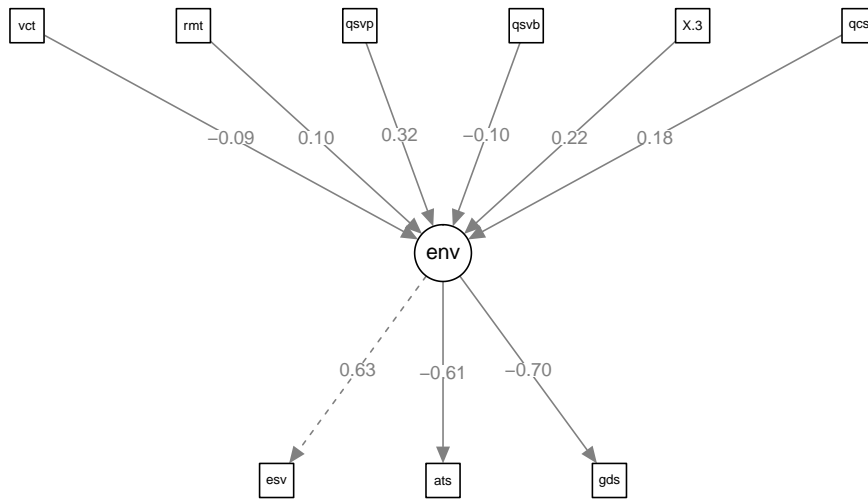 vct rmt qsvp qsvb X.3 qcs
−0.09 0.10 0.32 −0.10 0.22 0.18
env
0.63 −0.61 −0.70
esv ats gds